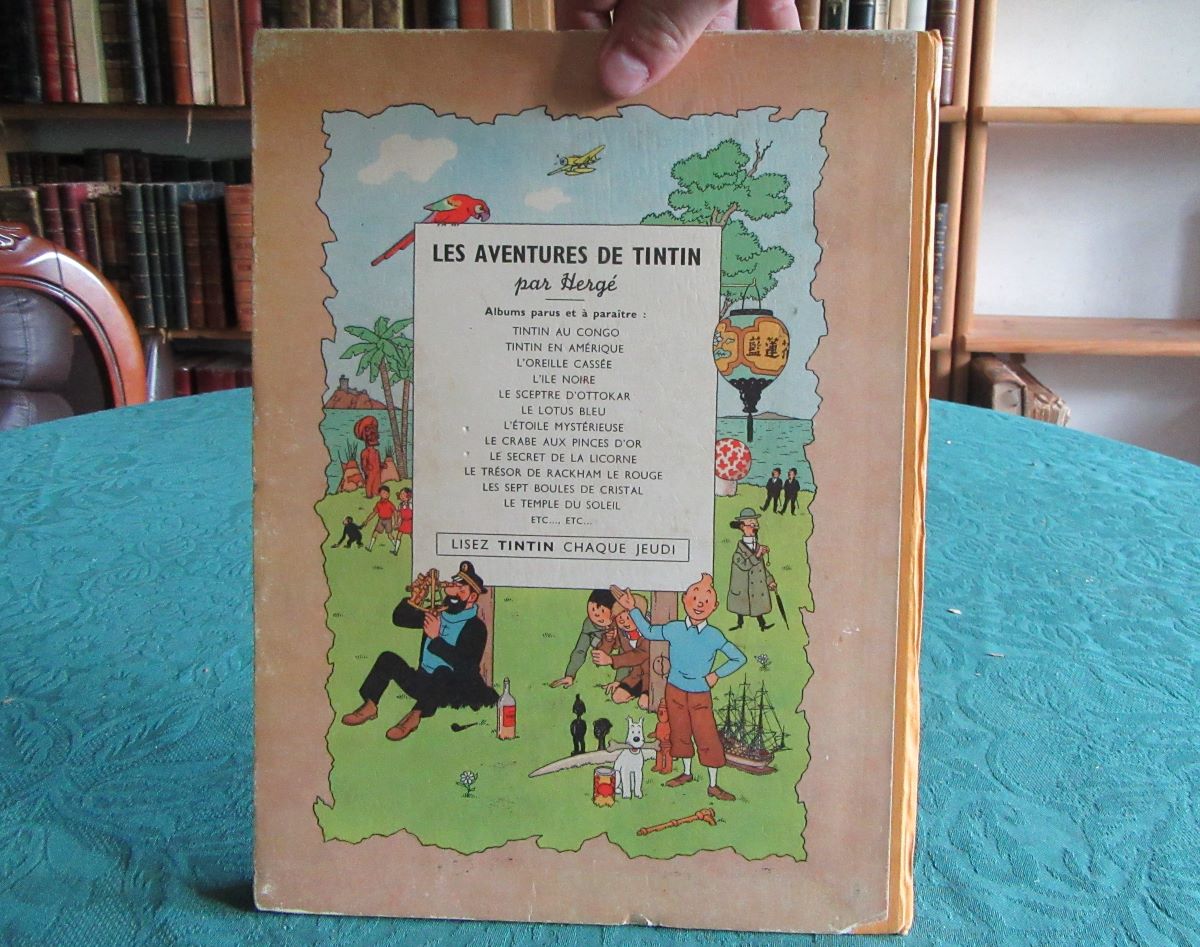 LES AVENTURES DE TINTIN
par Hergé
Albums parus et à paraître :
TINTIN AU CONGO
TINTIN EN AMÉRIQUE
L'OREILLE CASSÉE
L'ILE NOIRE
LE SCEPTRE D'OTTOKAR
LE LOTUS BLEU
L'ÉTOILE MYSTÉRIEUSE
LE CRABE AUX PINCES D'OR
LE SECRET DE LA LICORNE
LE TRÉSOR DE RACKHAM LE ROUGE
LES SEPT BOULES DE CRISTAL
LE TEMPLE DU SOLEIL
ETC..., ETC...
LISEZ TINTIN CHAQUE JEUDI
藍蓮